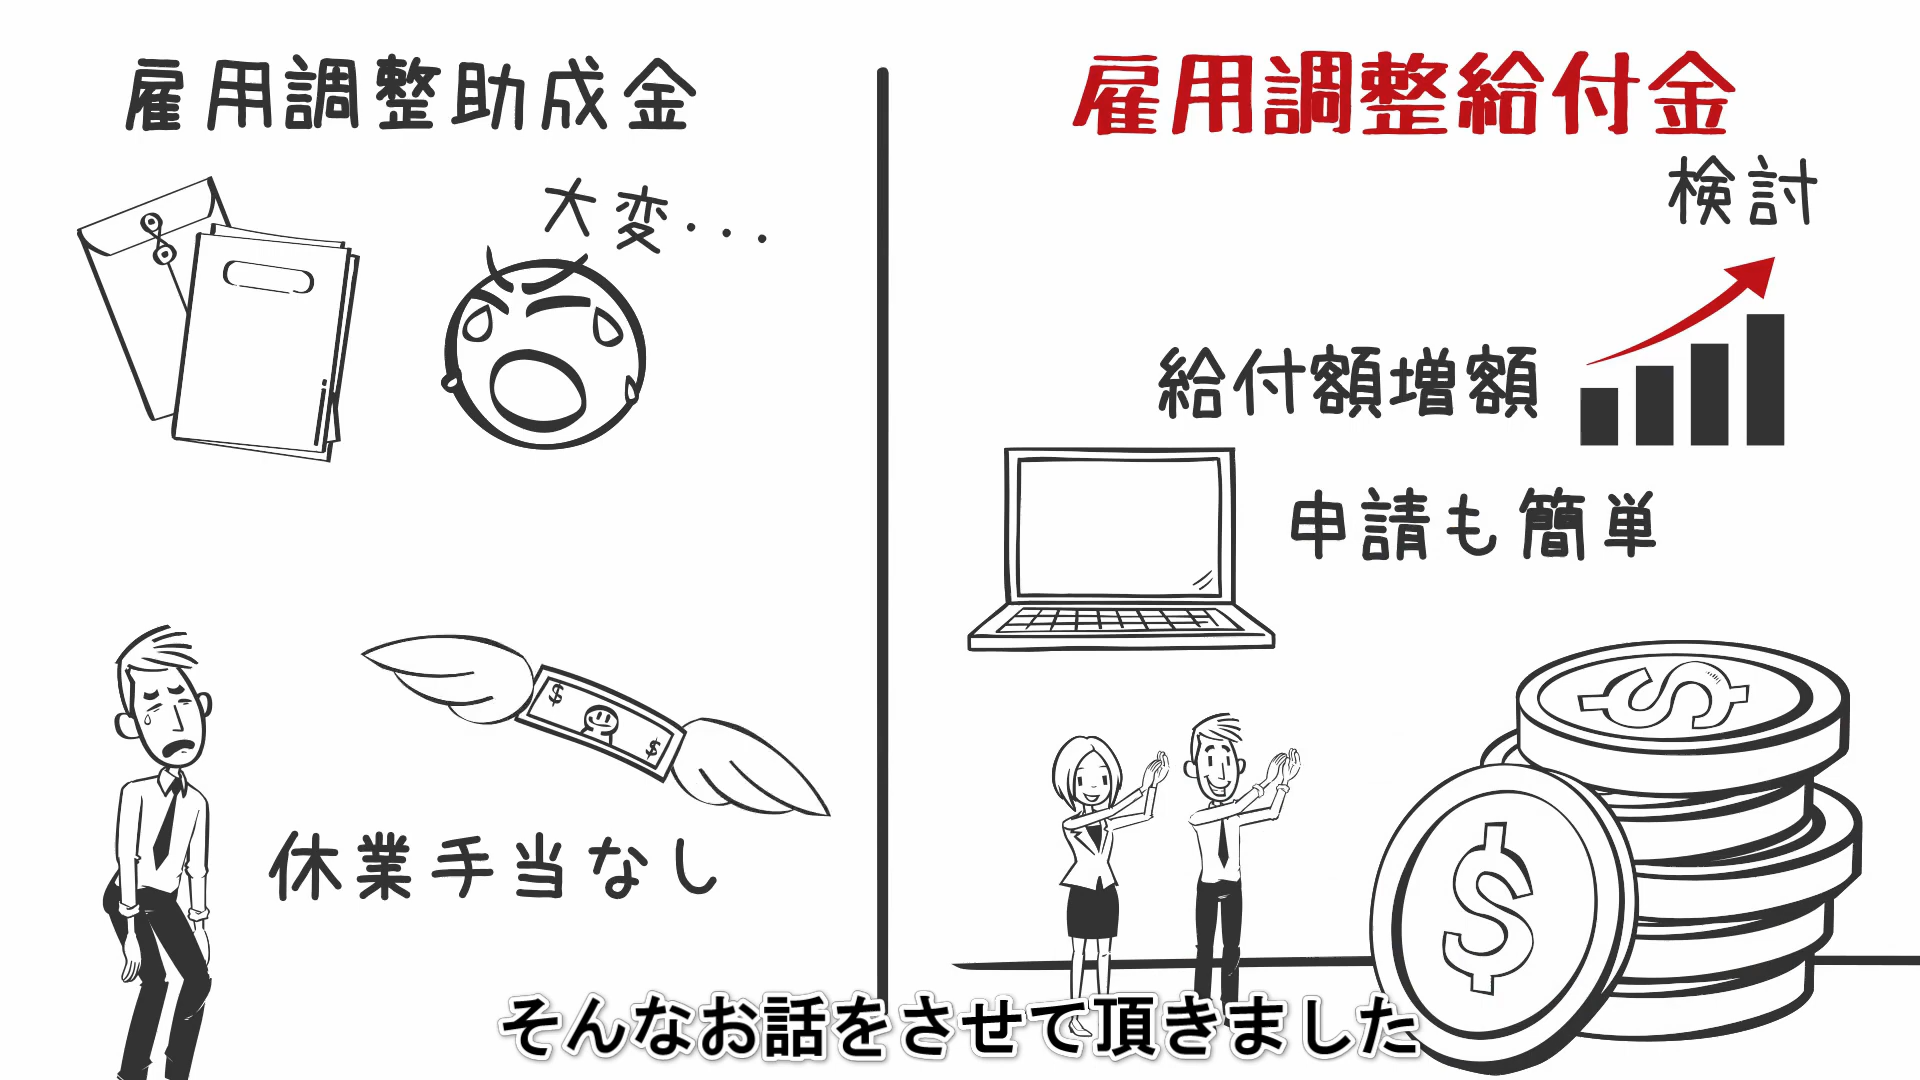 雇用調整助成金
大変・・・
休業手当なし
雇用調整給付金
検討
給付額増額
申請も簡単
$ $
$
$
そんなお話をさせて頂きました